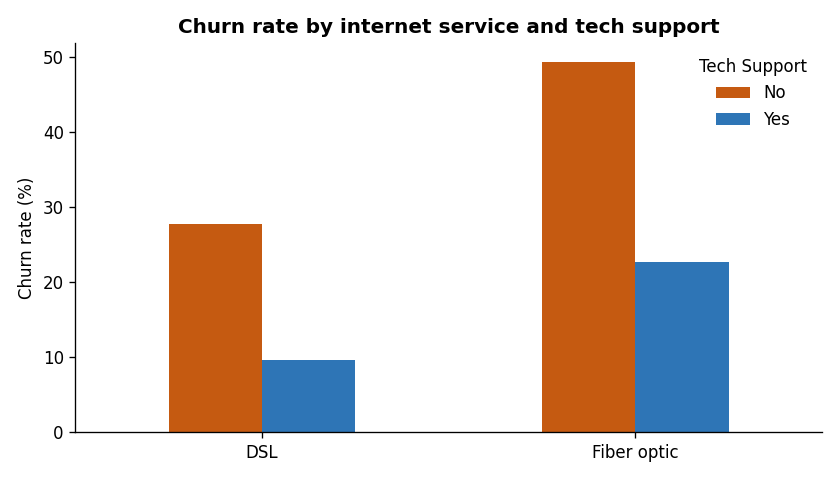 Churn rate by internet service and tech support
Tech Support
No
Yes
Churn rate (%)
50
40
30
20
10
0
DSL
Fiber optic